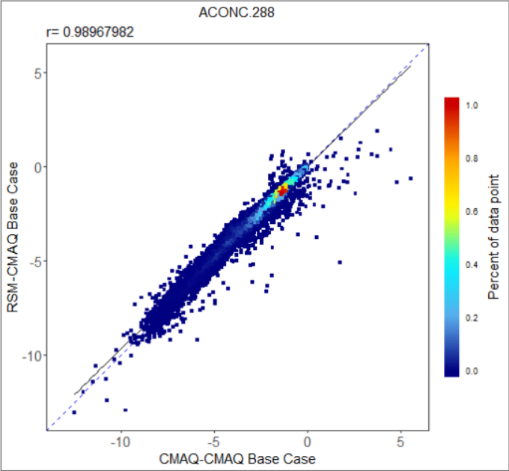 ACONC.288
r= 0.98967982
5
0
-5
-10
RSM-CMAQ Base Case
-10 -5 0 5
CMAQ-CMAQ Base Case
1.0
0.8
0.6
0.4
0.2
0.0
Percent of data point